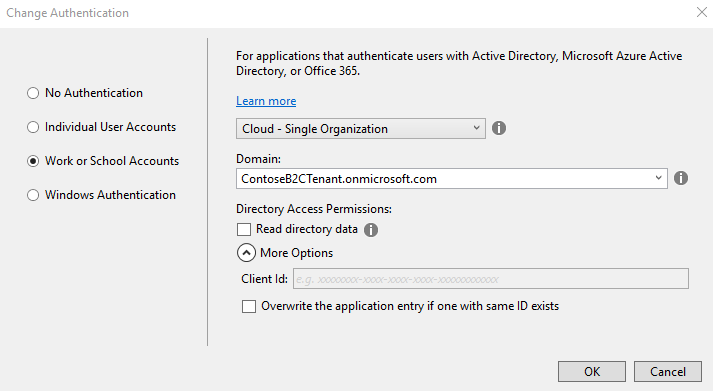 Change Authentication
No Authentication
Individual User Accounts
Work or School Accounts
Windows Authentication
For applications that authenticate users with Active Directory, Microsoft Azure Active
Directory, or Office 365.
Learn more
Cloud - Single Organization
Domain:
ContoseB2CTenant.onmicrosoft.com
Directory Access Permissions:
Read directory data
More Options
Client Id:
e.g. xxxxxxxx-xxxx-xxxx-xxxx-xxxxxxxxxxxx
Overwrite the application entry if one with same ID exists
OK
Cancel